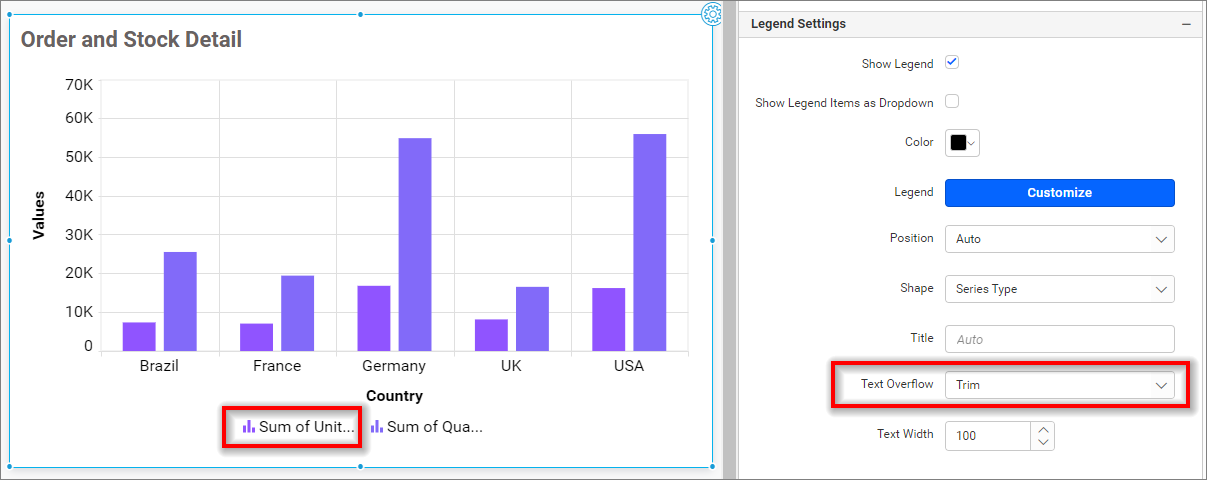 Order and Stock Detail
70K
60K
50K
40K
30K
20K
10K
0
Values
Brazil France Germany UK USA
Country
Sum of Unit... Sum of Qua...
Legend Settings
Show Legend
Show Legend Items as Dropdown
Color
Legend Customize
Position Auto
Shape Series Type
Title Auto
Text Overflow Trim
Text Width 100